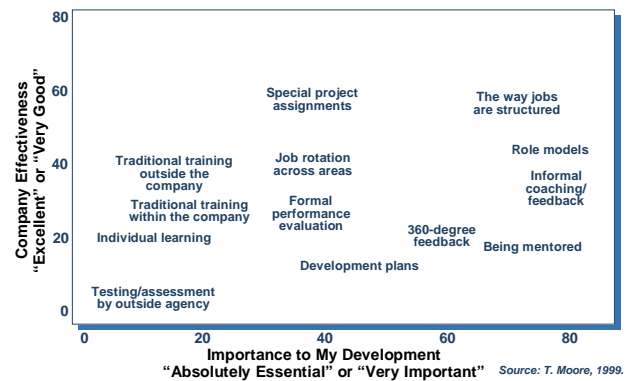 80
60
40
20
0
Company Effectiveness
“Excellent” or “Very Good”
Special project
assignments
The way jobs
are structured
Role models
Traditional training
outside the
company
Job rotation
across areas
Informal
coaching/
feedback
Traditional training
within the company
Formal
performance
evaluation
Individual learning
360-degree
feedback
Being mentored
Development plans
Testing/assessment
by outside agency
0 20 40 60 80
Importance to My Development
“Absolutely Essential” or “Very Important”
Source: T. Moore, 1999.